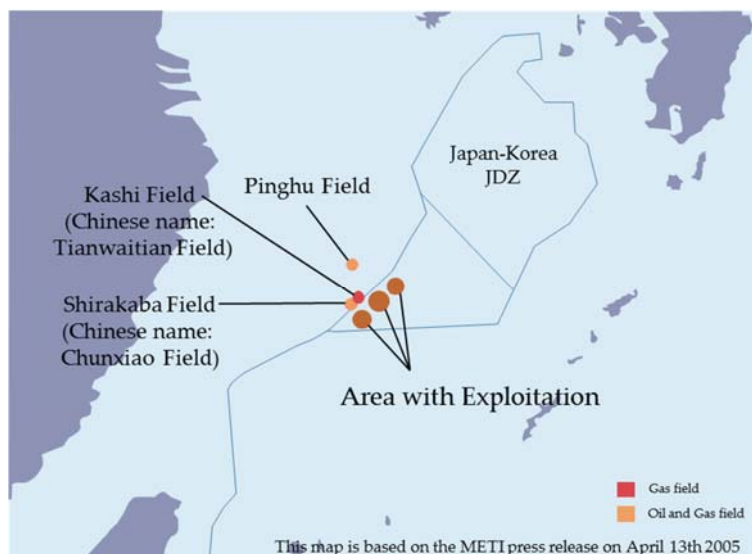 Japan-Korea
JDZ
Pinghu Field
Kashi Field
(Chinese name:
Tianwaitian Field)
Shirakaba Field
(Chinese name:
Chunxiao Field)
Area with Exploitation
Gas field
Oil and Gas field
This map is based on the METI press release on April 13th 2005